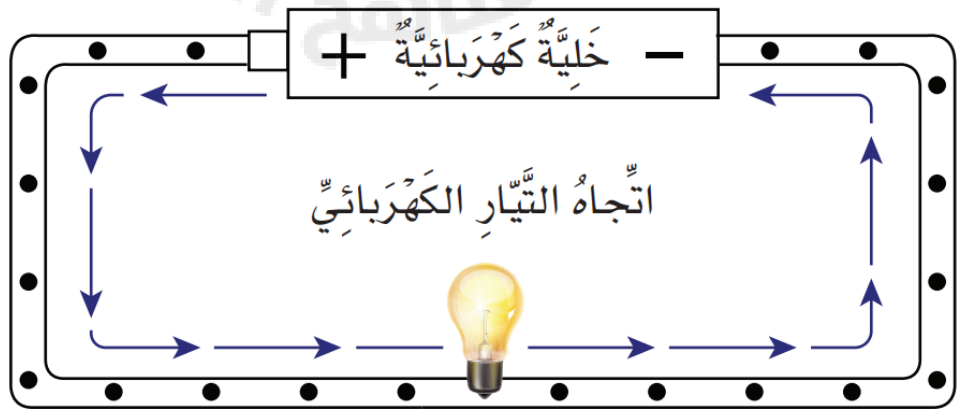 + خَلِيَّةٌ كَهْرَبائِيَّةٌ −
اتِّجاهُ التَّيّارِ الكَهْرَبائِيِّ